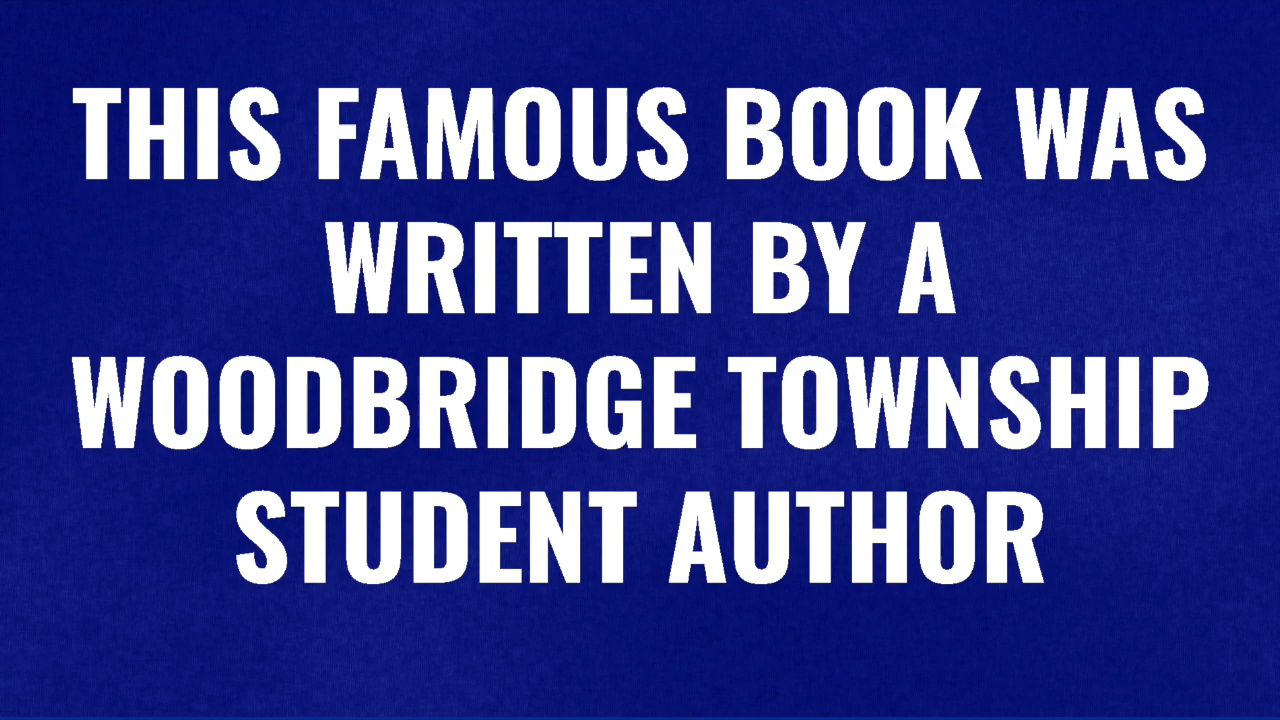 THIS FAMOUS BOOK WAS
WRITTEN BY A
WOODBRIDGE TOWNSHIP
STUDENT AUTHOR